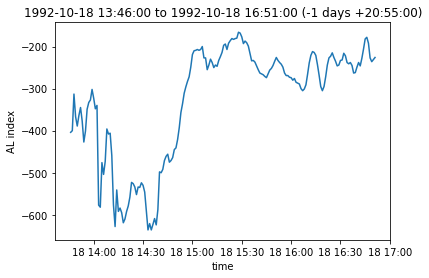 1992-10-18 13:46:00 to 1992-10-18 16:51:00 (-1 days +20:55:00)
−200
−300
−400
−500
−600
AL index
18 14:00 18 14:30 18 15:00 18 15:30 18 16:00 18 16:30 18 17:00
time